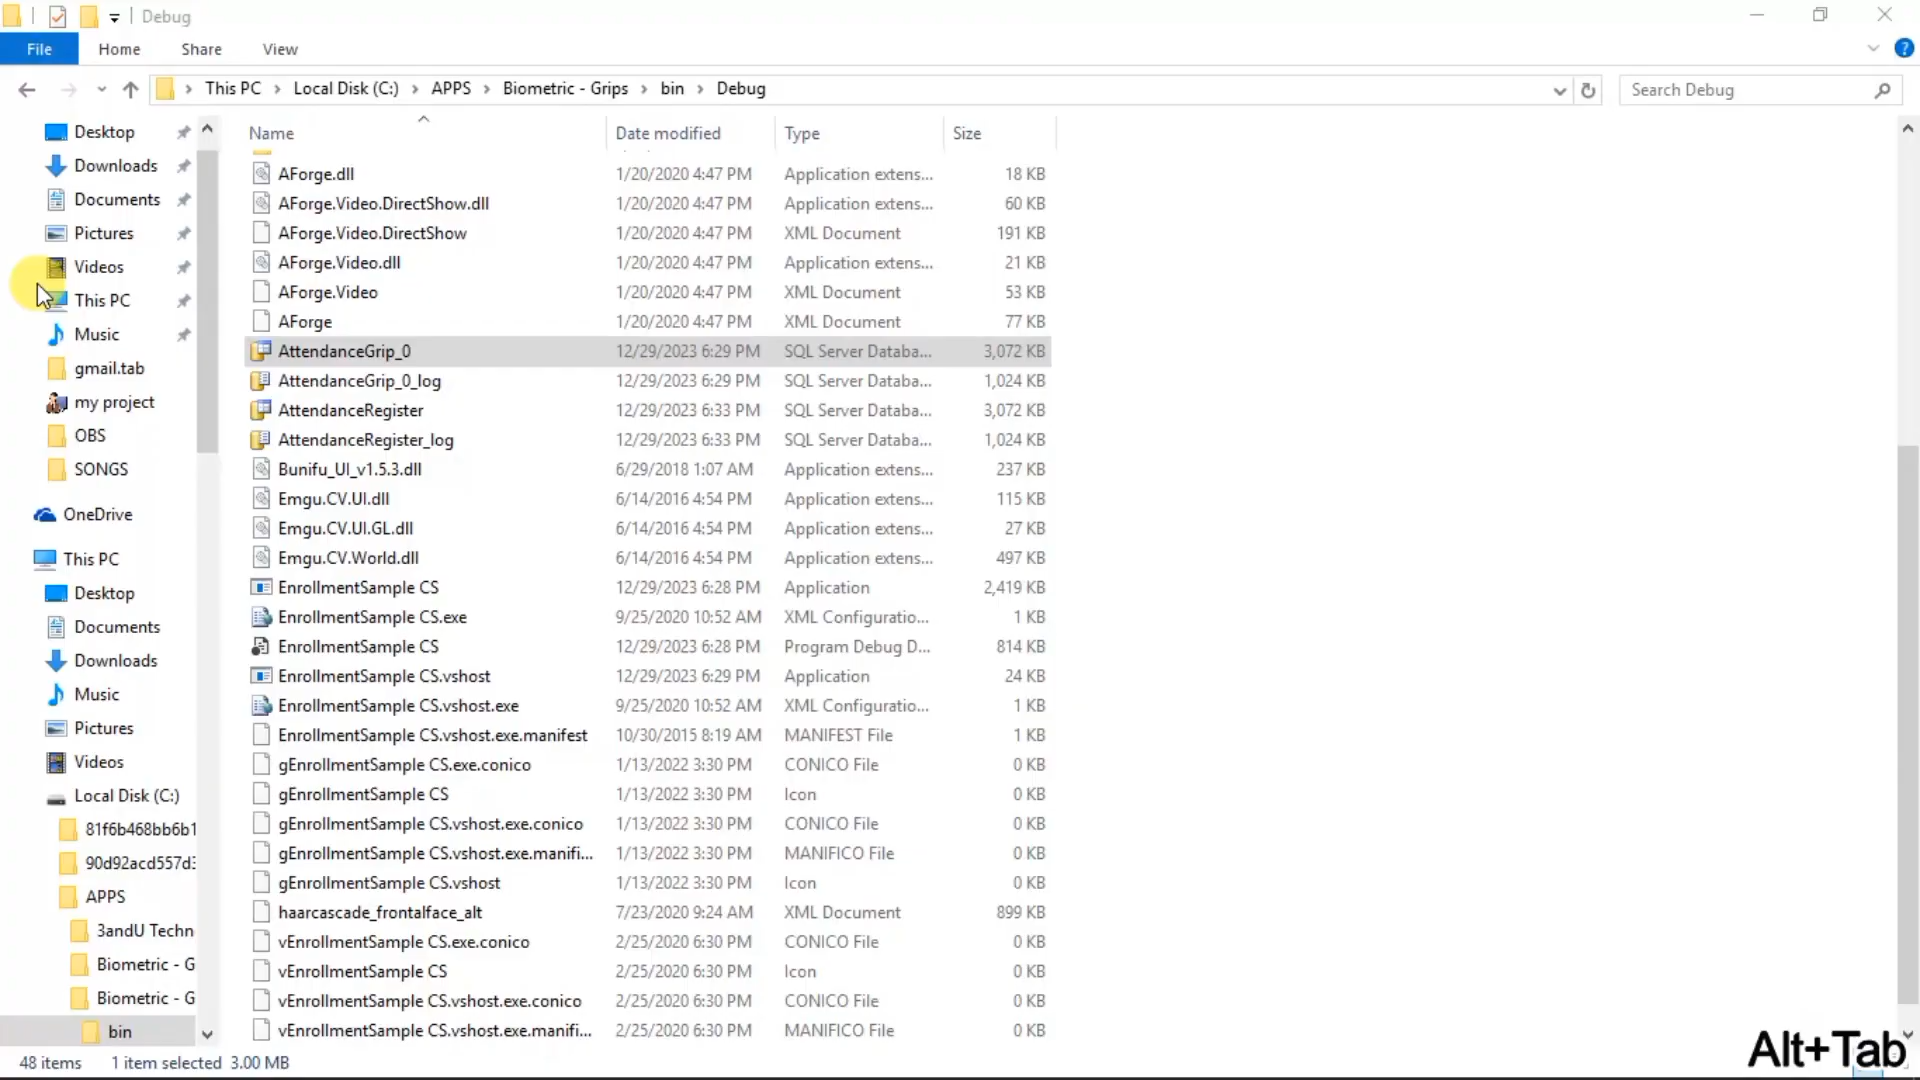 Debug
File Home Share View
This PC Local Disk (C:) APPS Biometric - Grips bin Debug Search Debug
Name Date modified Type Size
AForge.dll 1/20/2020 4:47 PM Application extens... 18 KB
AForge.Video.DirectShow.dll 1/20/2020 4:47 PM Application extens... 60 KB
AForge.Video.DirectShow 1/20/2020 4:47 PM XML Document 191 KB
AForge.Video.dll 1/20/2020 4:47 PM Application extens... 21 KB
AForge.Video 1/20/2020 4:47 PM XML Document 53 KB
AForge 1/20/2020 4:47 PM XML Document 77 KB
AttendanceGrip_0 12/29/2023 6:29 PM SQL Server Databa... 3,072 KB
AttendanceGrip_0_log 12/29/2023 6:29 PM SQL Server Databa... 1,024 KB
AttendanceRegister 12/29/2023 6:33 PM SQL Server Databa... 3,072 KB
AttendanceRegister_log 12/29/2023 6:33 PM SQL Server Databa... 1,024 KB
Bunifu_UI_v1.5.3.dll 6/29/2018 1:07 AM Application extens... 237 KB
Emgu.CV.UI.dll 6/14/2016 4:54 PM Application extens... 115 KB
Emgu.CV.UI.GL.dll 6/14/2016 4:54 PM Application extens... 27 KB
Emgu.CV.World.dll 6/14/2016 4:54 PM Application extens... 497 KB
EnrollmentSample CS 12/29/2023 6:28 PM Application 2,419 KB
EnrollmentSample CS.exe 9/25/2020 10:52 AM XML Configuratio... 1 KB
EnrollmentSample CS 12/29/2023 6:28 PM Program Debug D... 814 KB
EnrollmentSample CS.vshost 12/29/2023 6:29 PM Application 24 KB
EnrollmentSample CS.vshost.exe 9/25/2020 10:52 AM XML Configuratio... 1 KB
EnrollmentSample CS.vshost.exe.manifest 10/30/2015 8:19 AM MANIFEST File 1 KB
gEnrollmentSample CS.exe.conico 1/13/2022 3:30 PM CONICO File 0 KB
gEnrollmentSample CS 1/13/2022 3:30 PM Icon 0 KB
gEnrollmentSample CS.vshost.exe.conico 1/13/2022 3:30 PM CONICO File 0 KB
gEnrollmentSample CS.vshost.exe.manifi... 1/13/2022 3:30 PM MANIFICO File 0 KB
gEnrollmentSample CS.vshost 1/13/2022 3:30 PM Icon 0 KB
haarcascade_frontalface_alt 7/23/2020 9:24 AM XML Document 899 KB
vEnrollmentSample CS.exe.conico 2/25/2020 6:30 PM CONICO File 0 KB
vEnrollmentSample CS 2/25/2020 6:30 PM Icon 0 KB
vEnrollmentSample CS.vshost.exe.conico 2/25/2020 6:30 PM CONICO File 0 KB
vEnrollmentSample CS.vshost.exe.manifi... 2/25/2020 6:30 PM MANIFICO File 0 KB
Desktop
Downloads
Documents
Pictures
Videos
This PC
Music
gmail.tab
my project
OBS
SONGS
OneDrive
This PC
Desktop
Documents
Downloads
Music
Pictures
Videos
Local Disk (C:)
81f6b468bb6b1
90d92acd557d3
APPS
3andU Techn
Biometric - G
Biometric - G
bin
48 items 1 item selected 3.00 MB
Alt+Tab